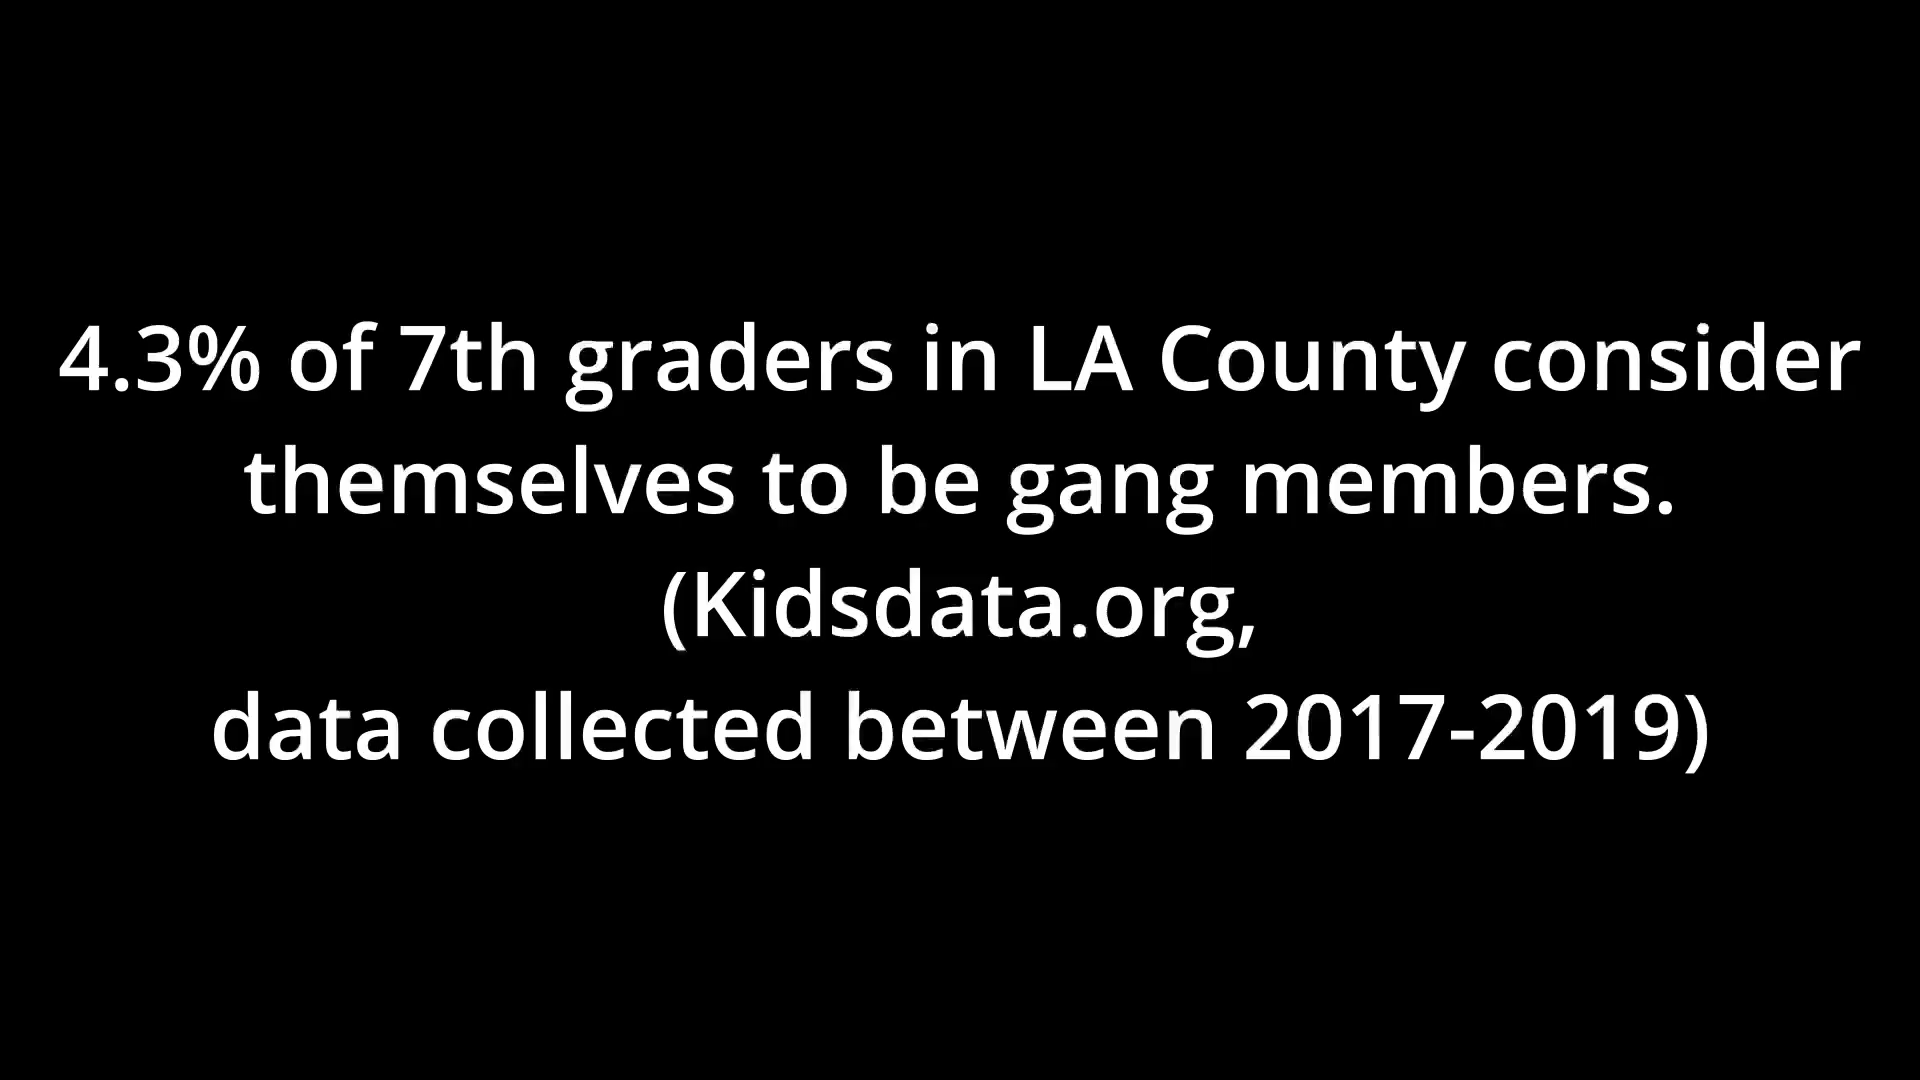 4.3% of 7th graders in LA County consider
themselves to be gang members.
(Kidsdata.org,
data collected between 2017-2019)